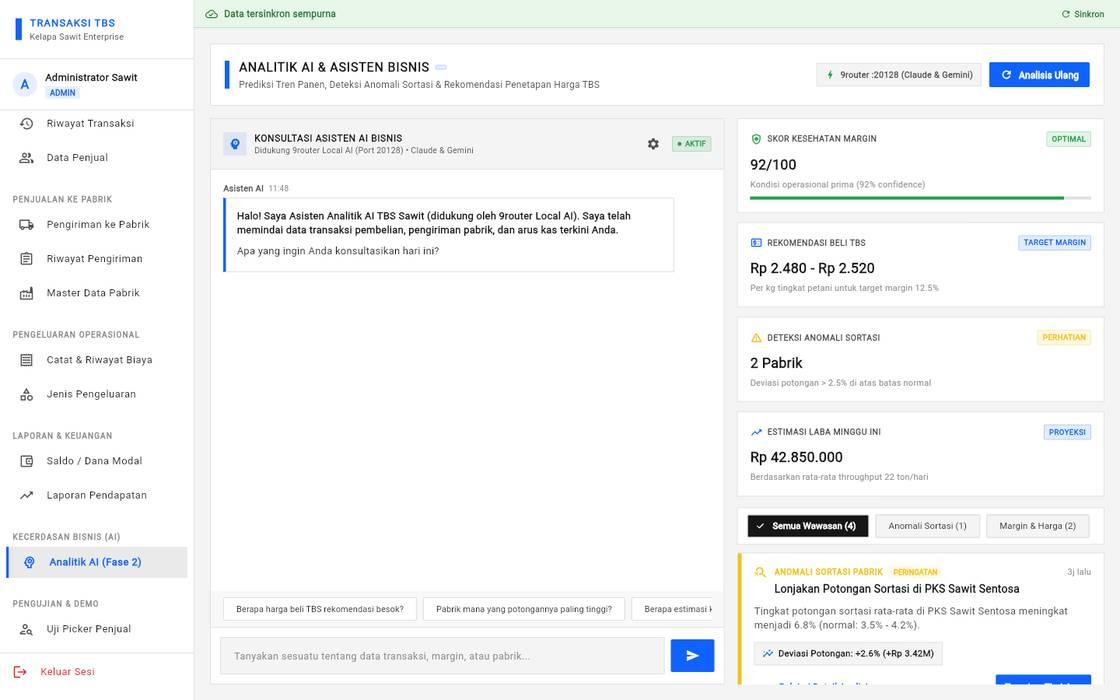 TRANSAKSI TBS
Kelapa Sawit Enterprise
A
Administrator Sawit
ADMIN
Riwayat Transaksi
Data Penjual
PENJUALAN KE PABRIK
Pengiriman ke Pabrik
Riwayat Pengiriman
Master Data Pabrik
PENGELUARAN OPERASIONAL
Catat & Riwayat Biaya
Jenis Pengeluaran
LAPORAN & KEUANGAN
Saldo / Dana Modal
Laporan Pendapatan
KECERDASAN BISNIS (AI)
Analitik AI (Fase 2)
PENGUJIAN & DEMO
Uji Picker Penjual
Keluar Sesi
Data tersinkron sempurna
Sinkron
ANALITIK AI & ASISTEN BISNIS
Prediksi Tren Panen, Deteksi Anomali Sortasi & Rekomendasi Penetapan Harga TBS
9router :20128 (Claude & Gemini)
Analisis Ulang
KONSULTASI ASISTEN AI BISNIS
Didukung 9router Local AI (Port 20128) • Claude & Gemini
AKTIF
Asisten AI 11:48
Halo! Saya Asisten Analitik AI TBS Sawit (didukung oleh 9router Local AI). Saya telah
memindai data transaksi pembelian, pengiriman pabrik, dan arus kas terkini Anda.
Apa yang ingin Anda konsultasikan hari ini?
Berapa harga beli TBS rekomendasi besok?
Pabrik mana yang potongannya paling tinggi?
Berapa estimasi
Tanyakan sesuatu tentang data transaksi, margin, atau pabrik...
SKOR KESEHATAN MARGIN
OPTIMAL
92/100
Kondisi operasional prima (92% confidence)
REKOMENDASI BELI TBS
TARGET MARGIN
Rp 2.480 - Rp 2.520
Per kg tingkat petani untuk target margin 12.5%
DETEKSI ANOMALI SORTASI
PERHATIAN
2 Pabrik
Deviasi potongan > 2.5% di atas batas normal
ESTIMASI LABA MINGGU INI
PROYEKSI
Rp 42.850.000
Berdasarkan rata-rata throughput 22 ton/hari
Semua Wawasan (4)
Anomali Sortasi (1)
Margin & Harga (2)
ANOMALI SORTASI PABRIK
PERINGATAN
3j lalu
Lonjakan Potongan Sortasi di PKS Sawit Sentosa
Tingkat potongan sortasi rata-rata di PKS Sawit Sentosa meningkat
menjadi 6.8% (normal: 3.5% - 4.2%).
Deviasi Potongan: +2.6% (+Rp 3.42M)